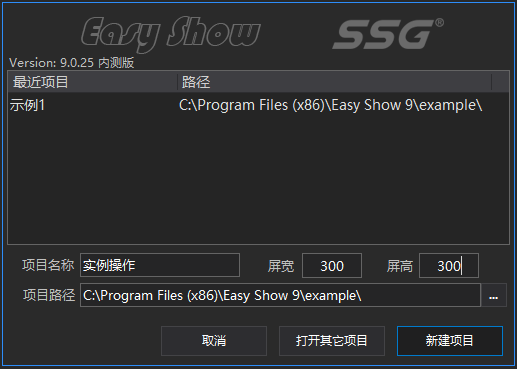 Easy Show SSG®
Version: 9.0.25 内测版
最近项目 路径
示例1 C:\Program Files (x86)\Easy Show 9\example\
项目名称 实例操作 屏宽 300 屏高 300
项目路径 C:\Program Files (x86)\Easy Show 9\example\ ...
取消 打开其它项目 新建项目